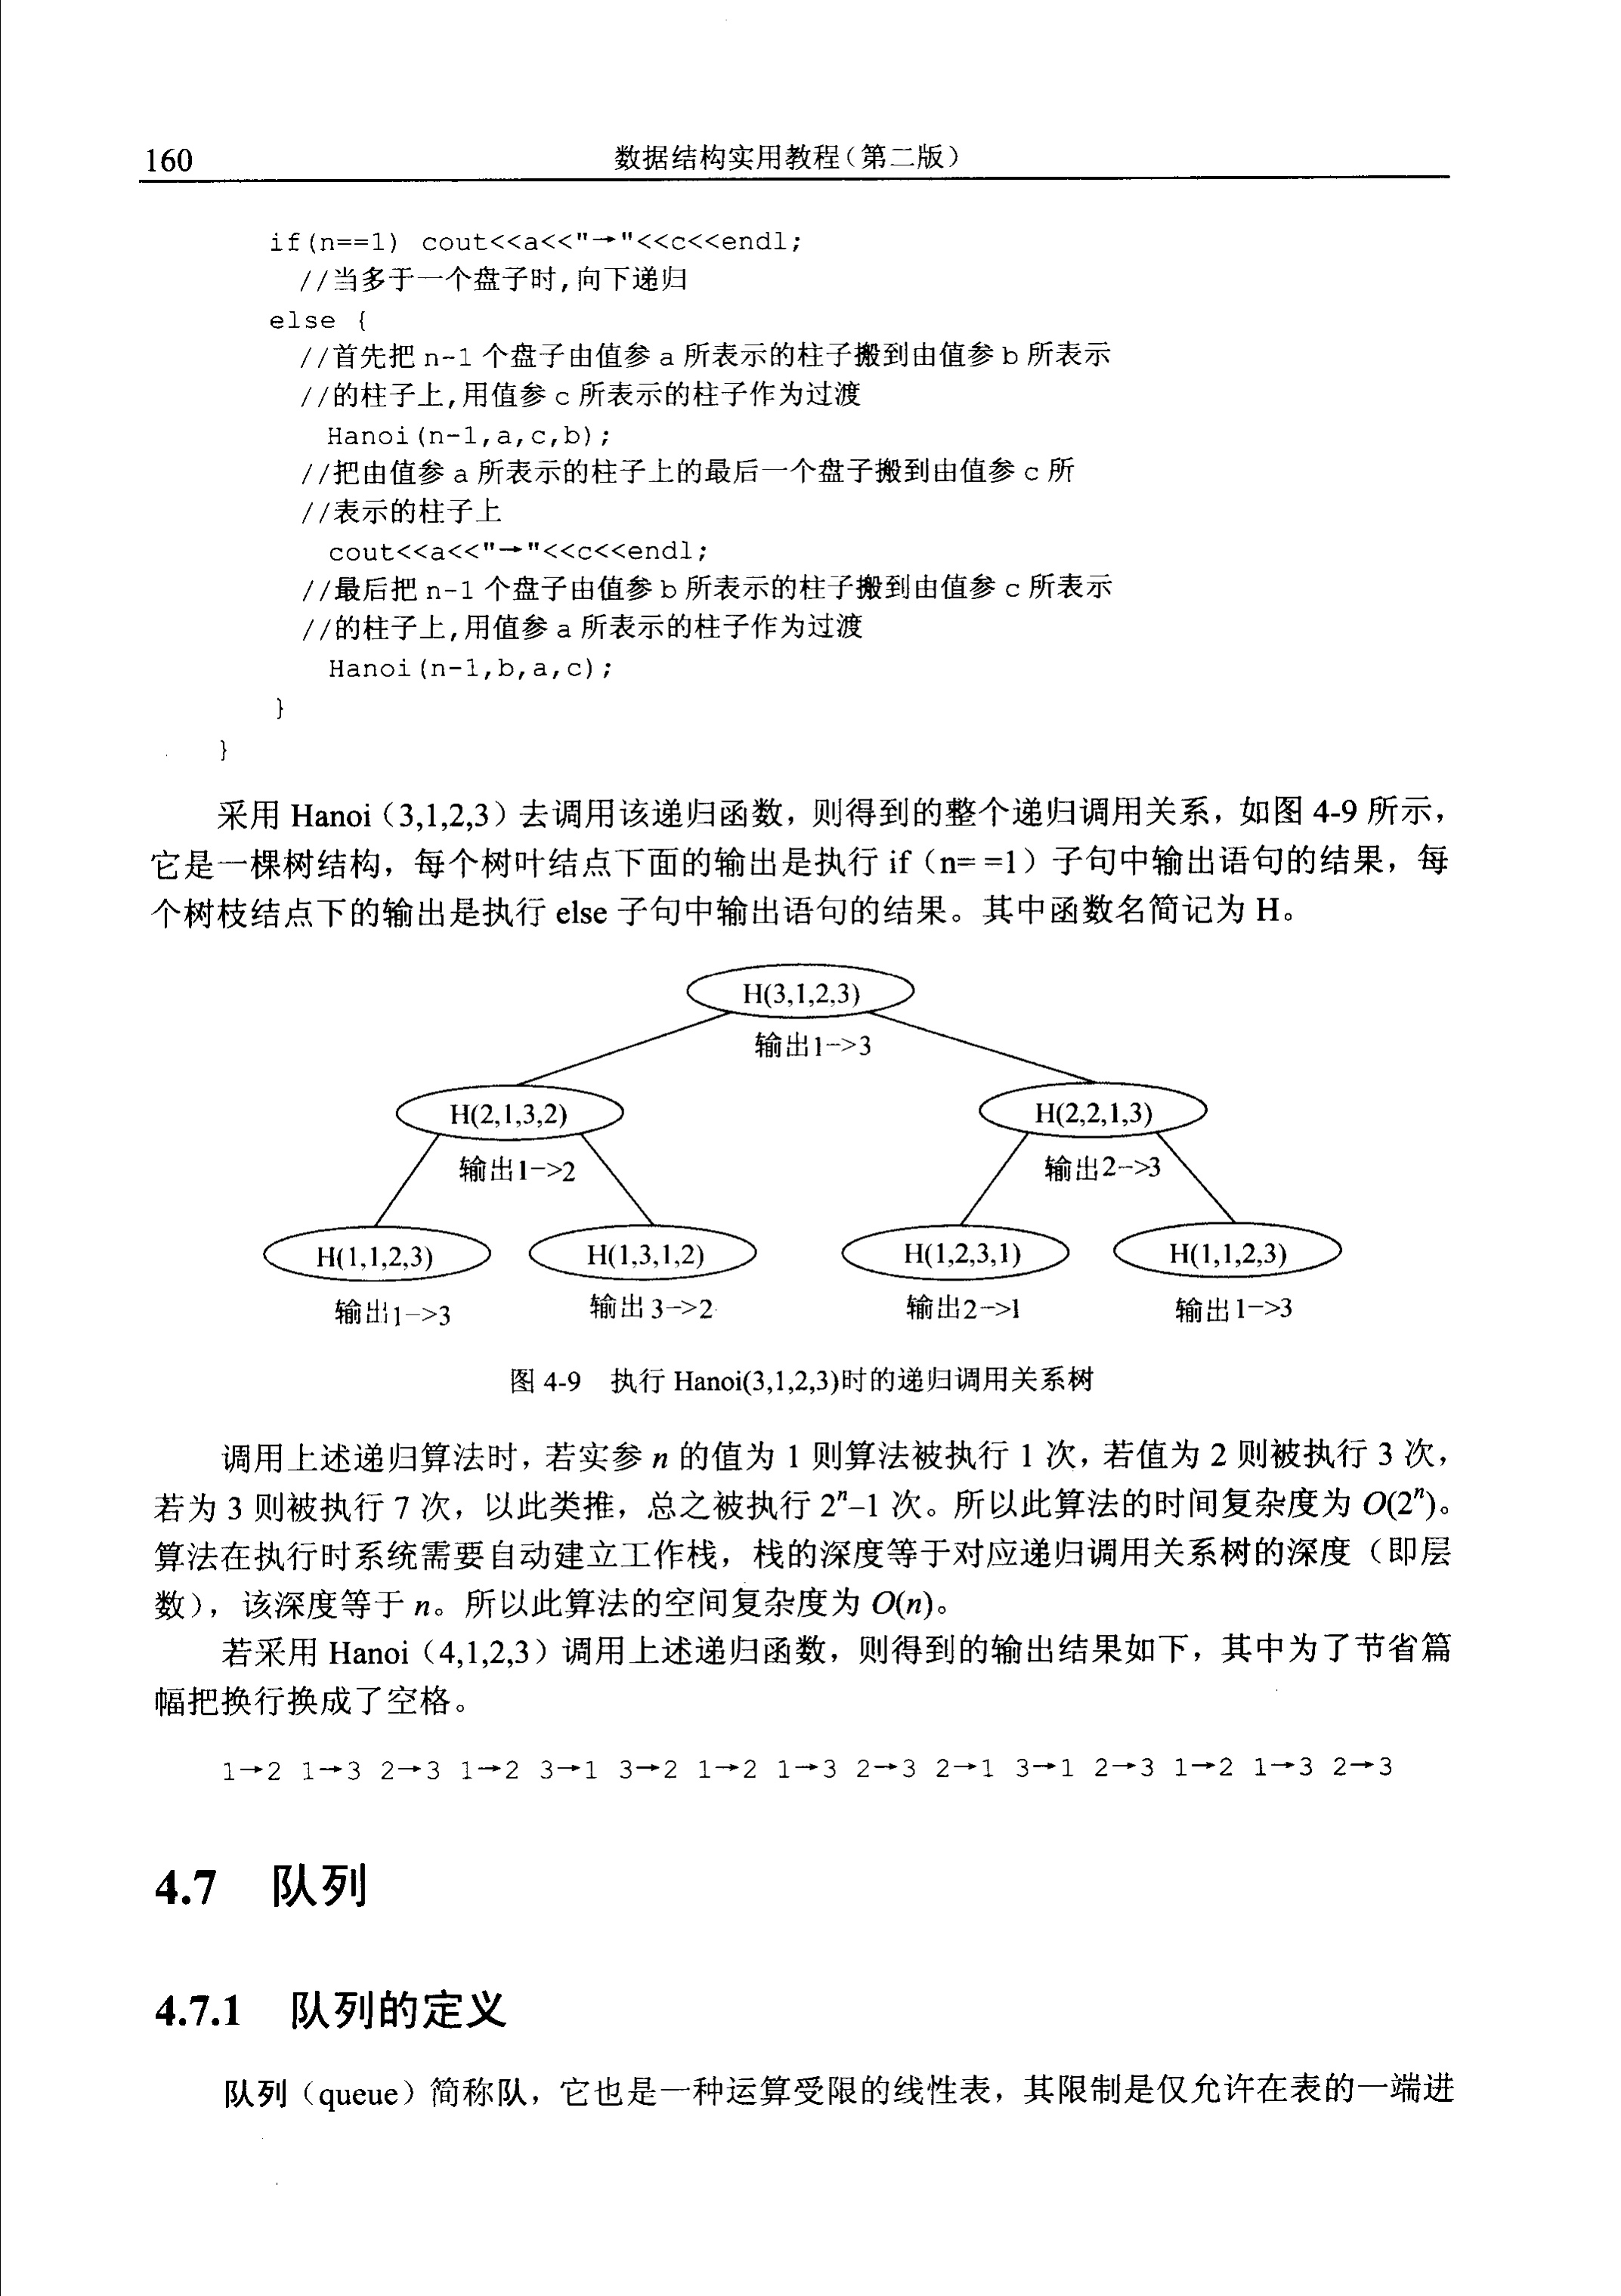 160
数据结构实用教程(第二版)
if(n==1) cout<<a<<"→"<<c<<endl;
//当多于一个盘子时,向下递归
else {
//首先把 n-1 个盘子由值参 a 所表示的柱子搬到由值参 b 所表示
//的柱子上,用值参 c 所表示的柱子作为过渡
Hanoi(n-1,a,c,b);
//把由值参 a 所表示的柱子上的最后一个盘子搬到由值参 c 所
//表示的柱子上
cout<<a<<"→"<<c<<endl;
//最后把 n-1 个盘子由值参 b 所表示的柱子搬到由值参 c 所表示
//的柱子上,用值参 a 所表示的柱子作为过渡
Hanoi(n-1,b,a,c);
}
}
采用 Hanoi（3,1,2,3）去调用该递归函数，则得到的整个递归调用关系，如图 4-9 所示，
它是一棵树结构，每个树叶结点下面的输出是执行 if（n= =1）子句中输出语句的结果，每
个树枝结点下的输出是执行 else 子句中输出语句的结果。其中函数名简记为 H。
H(3,1,2,3)
输出1->3
H(2,1,3,2)
H(2,2,1,3)
输出1->2
输出2->3
H(1,1,2,3)
H(1,3,1,2)
H(1,2,3,1)
H(1,1,2,3)
输出1->3
输出3->2
输出2->1
输出1->3
图 4-9 执行 Hanoi(3,1,2,3)时的递归调用关系树
调用上述递归算法时，若实参 n 的值为 1 则算法被执行 1 次，若值为 2 则被执行 3 次，
若为 3 则被执行 7 次，以此类推，总之被执行 2ⁿ–1 次。所以此算法的时间复杂度为 O(2ⁿ)。
算法在执行时系统需要自动建立工作栈，栈的深度等于对应递归调用关系树的深度（即层
数），该深度等于 n。所以此算法的空间复杂度为 O(n)。
若采用 Hanoi（4,1,2,3）调用上述递归函数，则得到的输出结果如下，其中为了节省篇
幅把换行换成了空格。
1→2 1→3 2→3 1→2 3→1 3→2 1→2 1→3 2→3 2→1 3→1 2→3 1→2 1→3 2→3
4.7 队列
4.7.1 队列的定义
队列（queue）简称队，它也是一种运算受限的线性表，其限制是仅允许在表的一端进